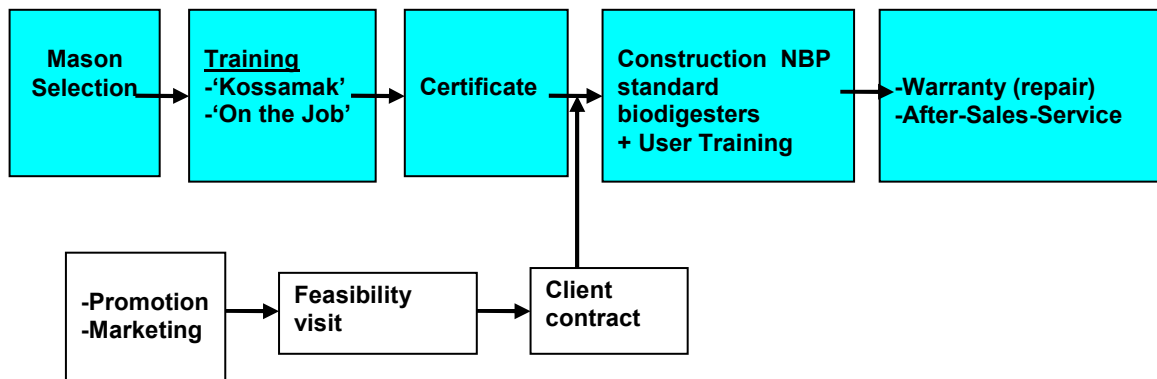 Mason
Selection
Training
-‘Kossamak’
-‘On the Job’
Certificate
Construction NBP
standard
biodigesters
+ User Training
-Warranty (repair)
-After-Sales-Service
-Promotion
-Marketing
Feasibility
visit
Client
contract